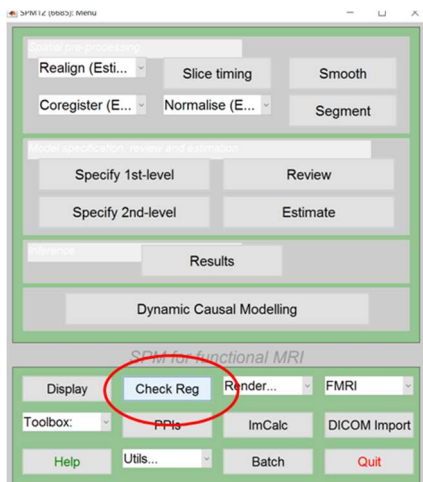 SPM12 (6685): Menu
Spatial pre-processing
Realign (Esti...
Slice timing
Smooth
Coregister (E...
Normalise (E...
Segment
Model specification, review and estimation
Specify 1st-level
Review
Specify 2nd-level
Estimate
Inference
Results
Dynamic Causal Modelling
SPM for functional MRI
Display
Check Reg
Render...
FMRI
Toolbox:
PPIs
ImCalc
DICOM Import
Help
Utils...
Batch
Quit